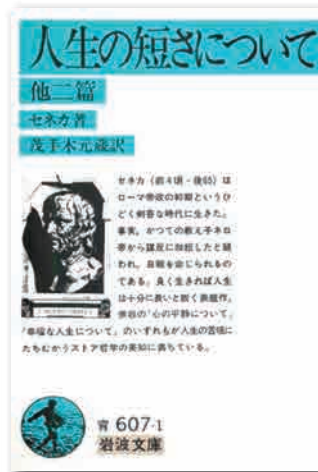 人生の短さについて
他二篇
セネカ著
茂手木元蔵訳
セネカ（前4頃-後65）は
ローマ帝政の初期というひ
どく剣呑な時代に生きた。
事実，かつての教え子ネロ
帝から謀反に加担したと疑
われ，自殺を命じられるの
である。良く生きれば人生
は十分に長いと説く表題作，
併録の「心の平静について」
「幸福な人生について」のいずれもが人生の苦境に
たちむかうストア哲学の英知に満ちている。
青 607-1
岩波文庫